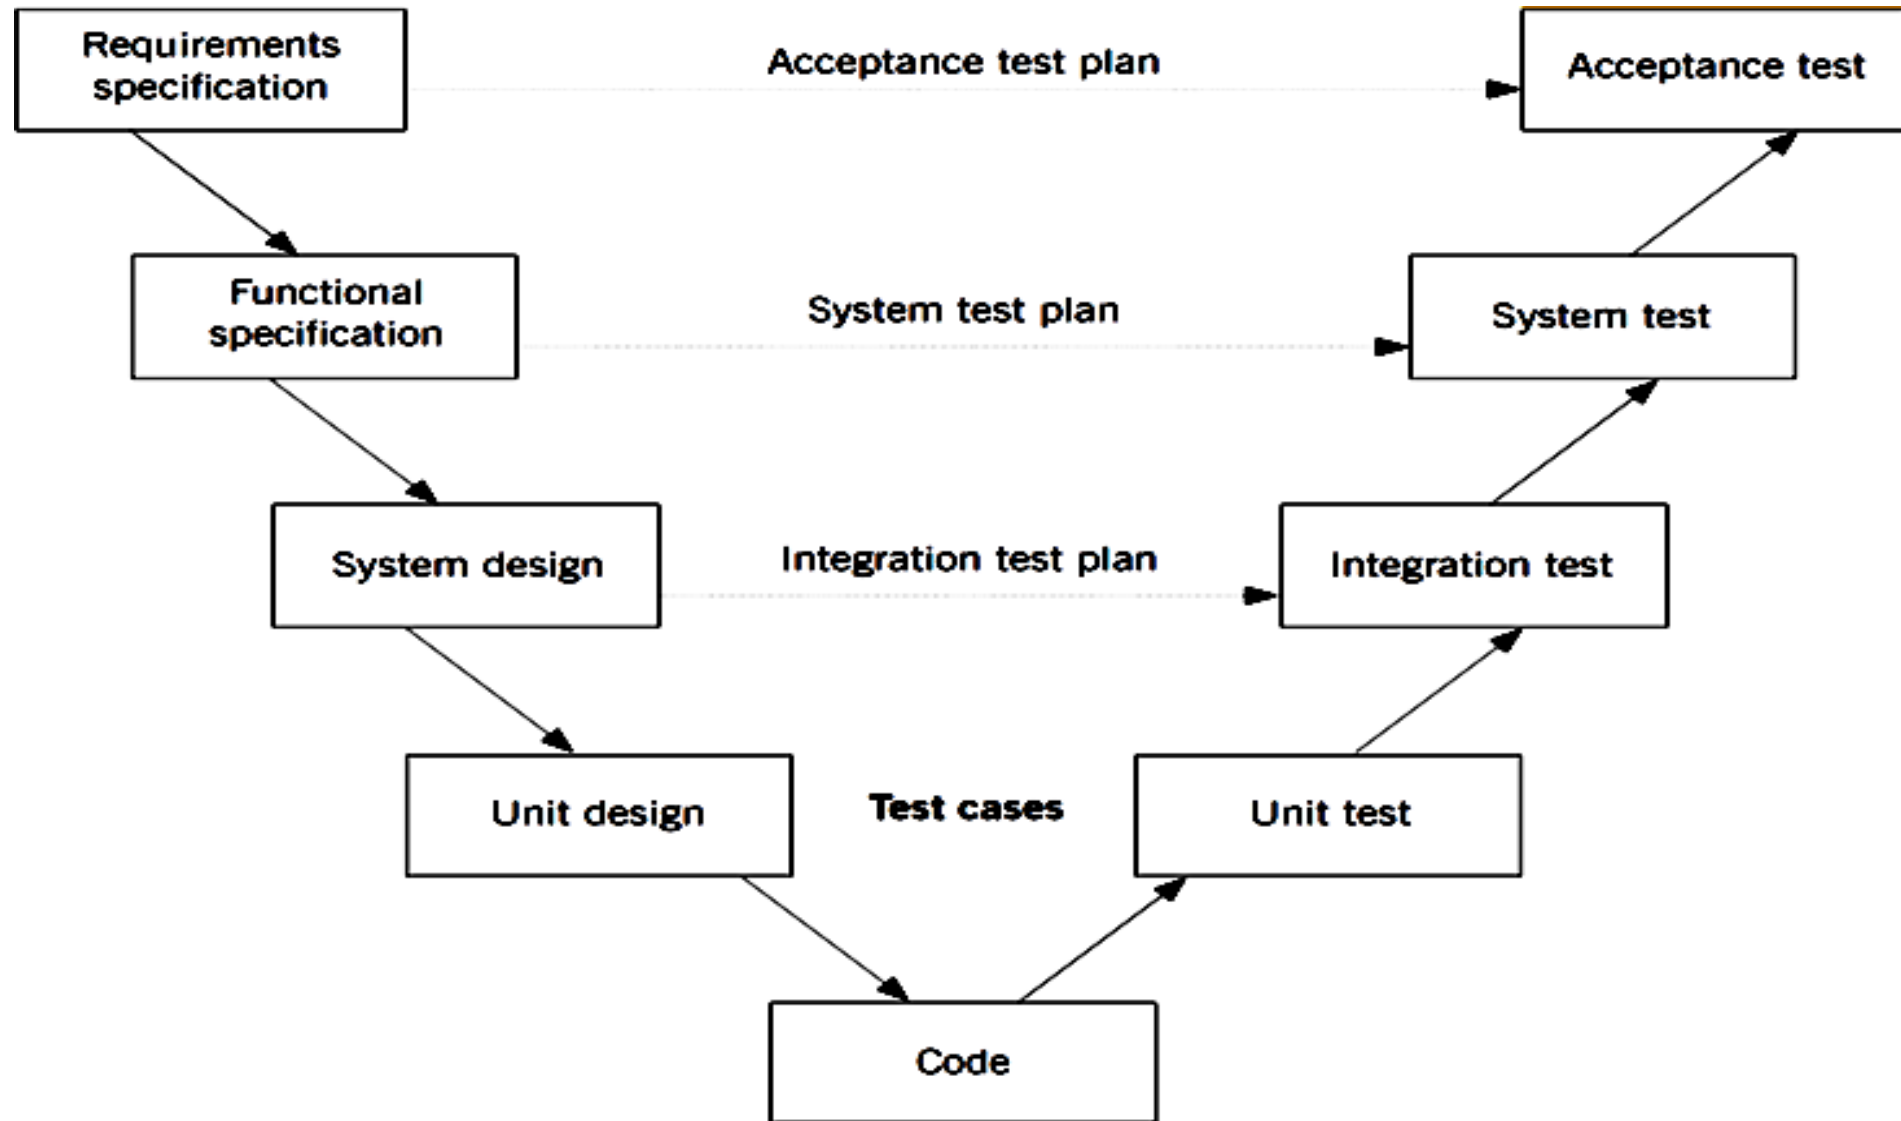 Requirements
specification
Acceptance test plan
Acceptance test
Functional
specification
System test plan
System test
System design
Integration test plan
Integration test
Unit design
Test cases
Unit test
Code